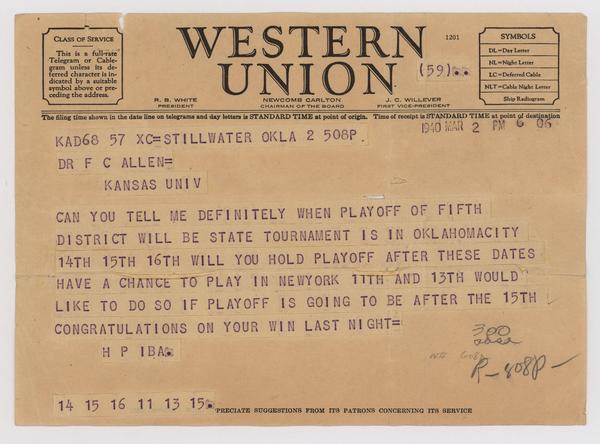 CLASS OF SERVICE
This is a full-rate
Telegram or Cable-
gram unless its de-
ferred character is in-
dicated by a suitable
symbol above or pre-
ceding the address.
WESTERN
UNION
1201
(59)
SYMBOLS
DL=Day Letter
NL=Night Letter
LC=Deferred Cable
NLT=Cable Night Letter
Ship Radiogram
R. B. WHITE
PRESIDENT
NEWCOMB CARLTON
CHAIRMAN OF THE BOARD
J. C. WILLEVER
FIRST VICE-PRESIDENT
The filing time shown in the date line on telegrams and day letters is STANDARD TIME at point of origin. Time of receipt is STANDARD TIME at point of destination
1940 MAR 2 PM 6 06
KAD68 57 XC=STILLWATER OKLA 2 508P
DR F C ALLEN=
KANSAS UNIV
CAN YOU TELL ME DEFINITELY WHEN PLAYOFF OF FIFTH
DISTRICT WILL BE STATE TOURNAMENT IS IN OKLAHOMACITY
14TH 15TH 16TH WILL YOU HOLD PLAYOFF AFTER THESE DATES
HAVE A CHANCE TO PLAY IN NEWYORK 11TH AND 13TH WOULD
LIKE TO DO SO IF PLAYOFF IS GOING TO BE AFTER THE 15TH
CONGRATULATIONS ON YOUR WIN LAST NIGHT=
H P IBA.
300
R-808P-
14 15 16 11 13 15.
PRECIATE SUGGESTIONS FROM ITS PATRONS CONCERNING ITS SERVICE